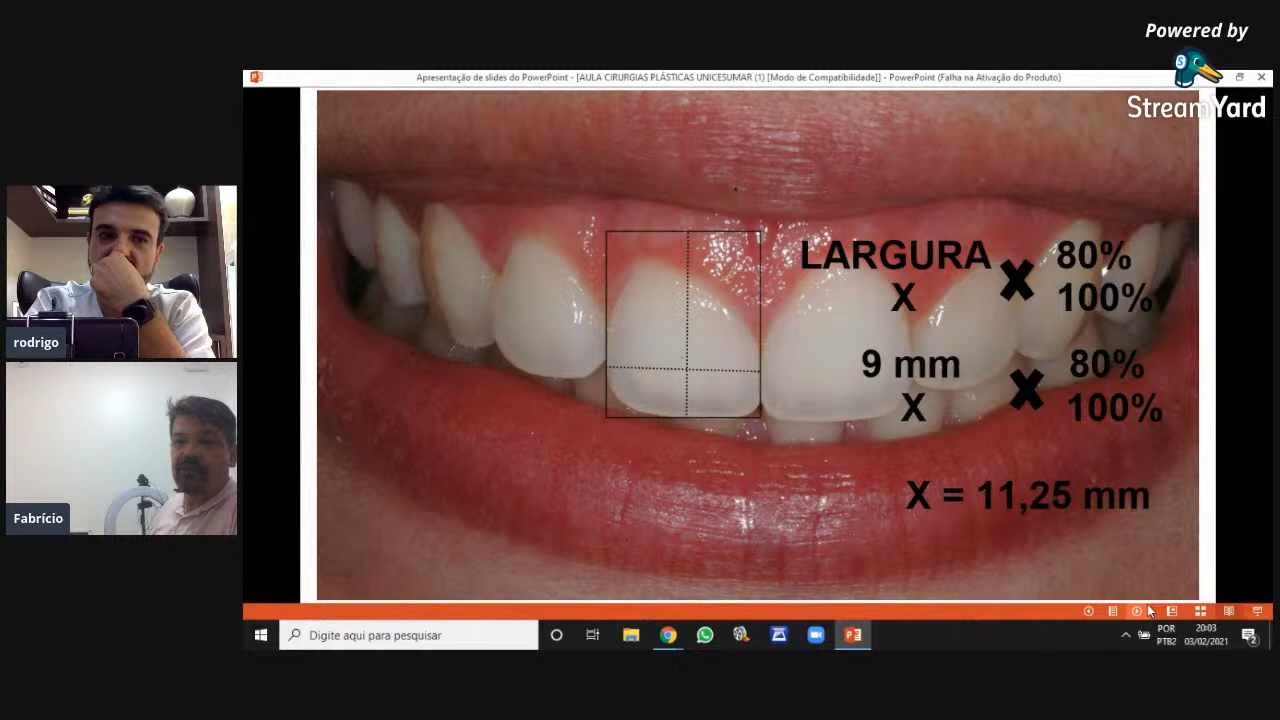 Powered by
StreamYard
Apresentação de slides do PowerPoint - [AULA CIRURGIAS PLÁSTICAS UNICESUMAR (1) [Modo de Compatibilidade]] - PowerPoint (Falha na Ativação do Produto)
LARGURA X 80%
X 100%
9 mm X 80%
X 100%
X = 11,25 mm
rodrigo
Fabrício
Digite aqui para pesquisar
POR
PTB2
20:03
03/02/2021
2